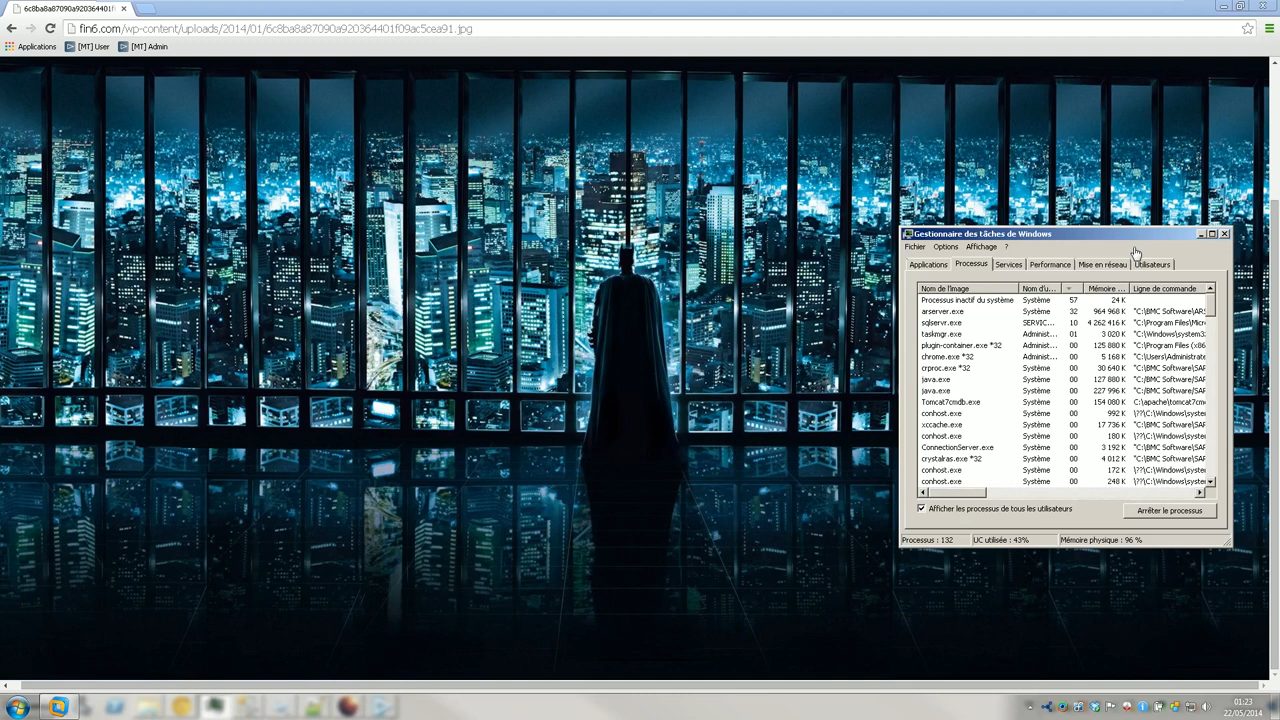 6c8ba8a87090a920364401f
fin6.com/wp-content/uploads/2014/01/6c8ba8a87090a920364401f09ac5cea91.jpg
Applications [MT] User [MT] Admin
Gestionnaire des tâches de Windows
Fichier Options Affichage ?
Applications Processus Services Performance Mise en réseau Utilisateurs
Nom de l'image Nom d'u... Mémoire ... Ligne de commande
Processus inactif du système Système 57 24 K
arserver.exe Système 32 964 968 K "C:\BMC Software\AR
sqlservr.exe SERVIC... 10 4 262 416 K "C:\Program Files\Micr
taskmgr.exe Administ... 01 3 020 K "C:\Windows\system3
plugin-container.exe *32 Administ... 00 125 880 K "C:\Program Files (x86
chrome.exe *32 Administ... 00 5 168 K "C:\Users\Administrate
crproc.exe *32 Système 00 30 640 K "C:/BMC Software/SAP
java.exe Système 00 127 880 K "C:\BMC Software\SAP
java.exe Système 00 227 996 K "C:/BMC Software/SAP
Tomcat7cmdb.exe Système 00 154 080 K C:\apache\tomcat7cm
conhost.exe Système 00 992 K \??\C:\Windows\syste
xccache.exe Système 00 17 736 K "C:\BMC Software\SAP
conhost.exe Système 00 180 K \??\C:\Windows\syste
ConnectionServer.exe Système 00 3 192 K "C:\BMC Software\SAP
crystalras.exe *32 Système 00 4 012 K "C:\BMC Software\SAP
conhost.exe Système 00 172 K \??\C:\Windows\syste
conhost.exe Système 00 248 K \??\C:\Windows\syste
Afficher les processus de tous les utilisateurs Arrêter le processus
Processus : 132 UC utilisée : 43% Mémoire physique : 96 %
01:23
22/05/2014